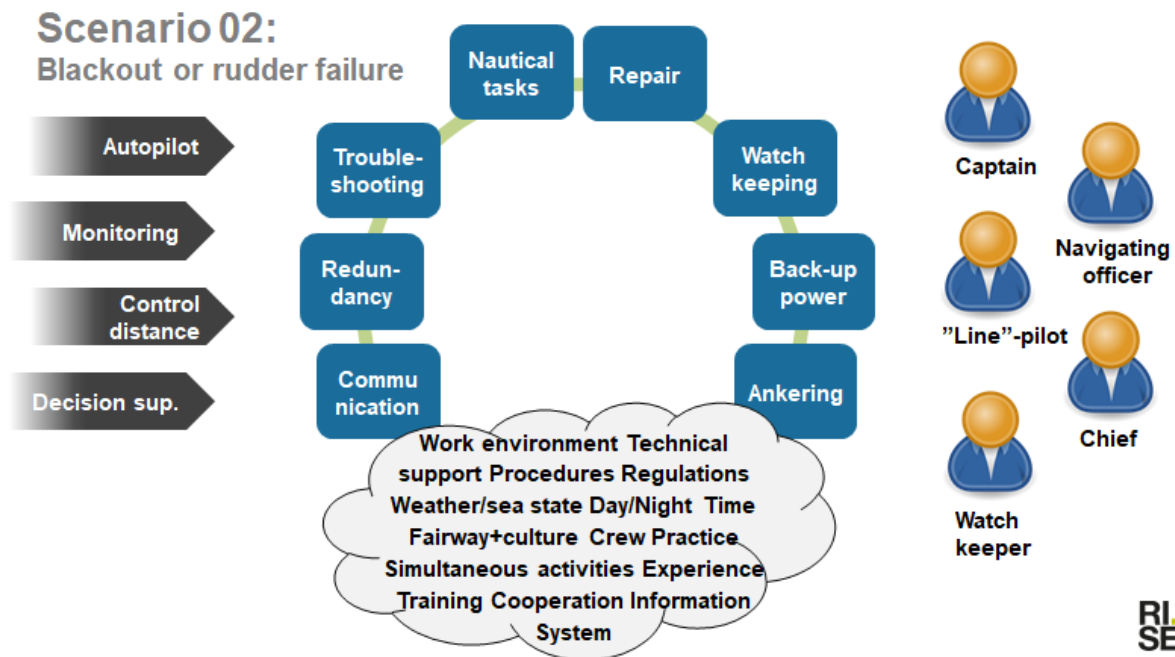 Scenario 02:
Blackout or rudder failure
Autopilot
Monitoring
Control
distance
Decision sup.
Nautical
tasks
Repair
Trouble-
shooting
Watch
keeping
Redun-
dancy
Back-up
power
Commu
nication
Ankering
Work environment Technical
support Procedures Regulations
Weather/sea state Day/Night Time
Fairway+culture Crew Practice
Simultaneous activities Experience
Training Cooperation Information
System
Captain
Navigating
officer
”Line”-pilot
Chief
Watch
keeper
RI.
SE